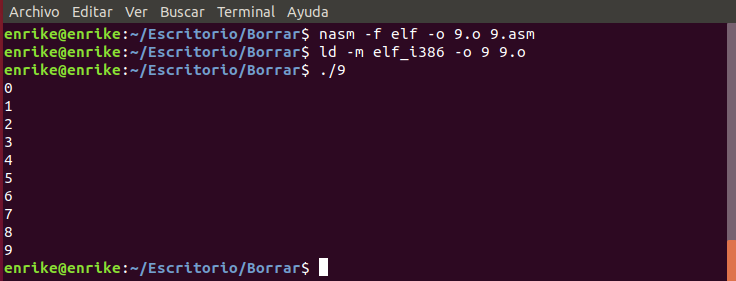 Archivo Editar Ver Buscar Terminal Ayuda
enrike@enrike:~/Escritorio/Borrar$ nasm -f elf -o 9.o 9.asm
enrike@enrike:~/Escritorio/Borrar$ ld -m elf_i386 -o 9 9.o
enrike@enrike:~/Escritorio/Borrar$ ./9
0
1
2
3
4
5
6
7
8
9
enrike@enrike:~/Escritorio/Borrar$